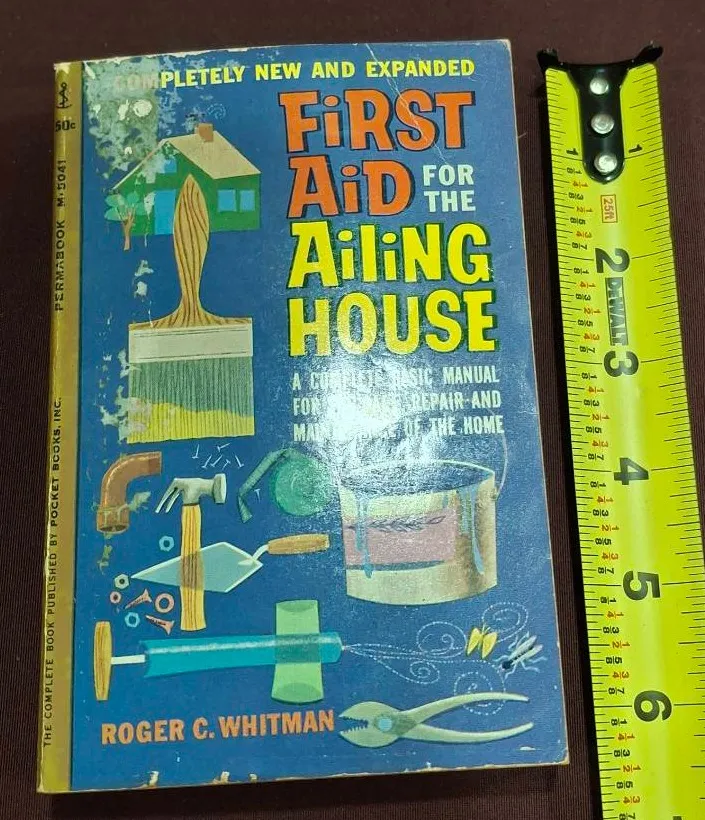 COMPLETELY NEW AND EXPANDED
FiRST
AiD FOR
THE
AiliNG
HOUSE
A COMPLETE BASIC MANUAL
FOR REPAIR AND
OF THE HOME
ROGER C. WHITMAN
50c
PERMABOOK M-5041
THE COMPLETE BOOK PUBLISHED BY POCKET BOOKS, INC.
1
1
25ft
2
DEWALT
3
4
5
6